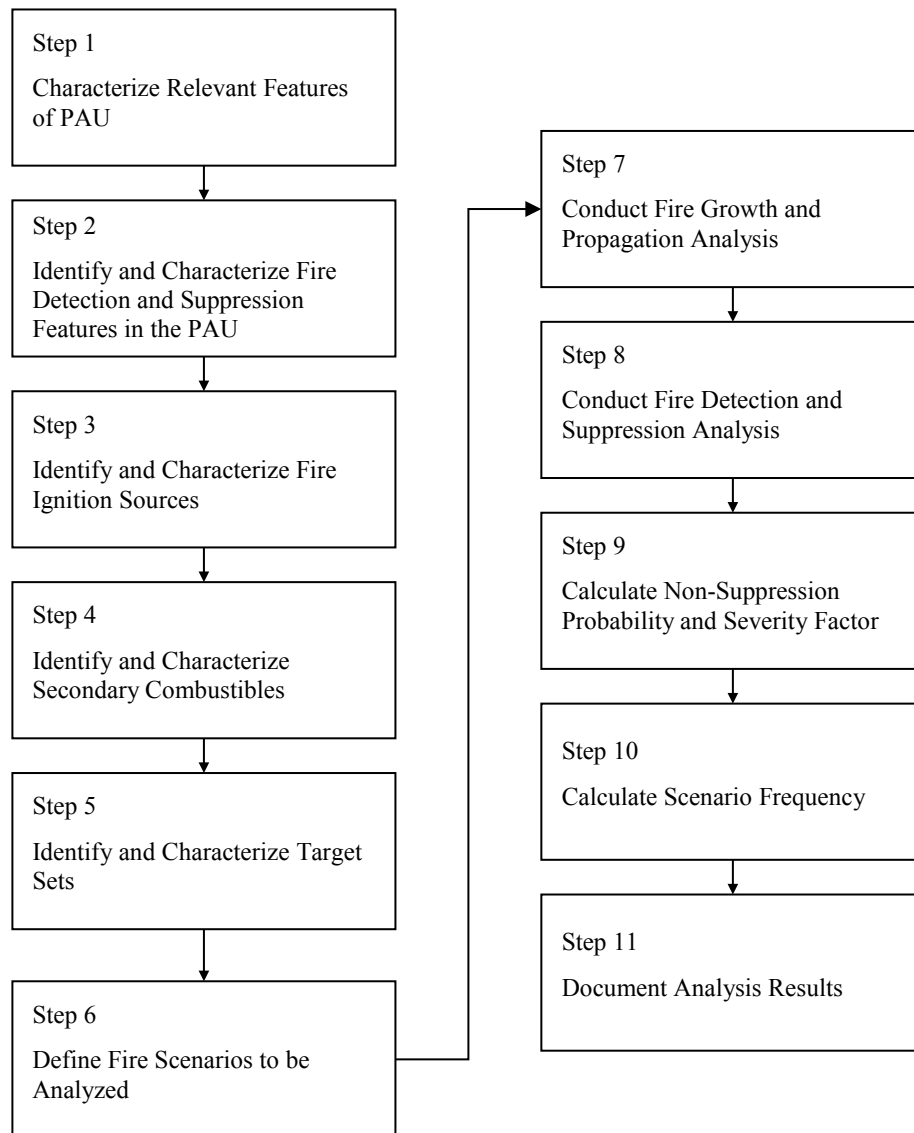 Step 1
Characterize Relevant Features
of PAU
Step 2
Identify and Characterize Fire
Detection and Suppression
Features in the PAU
Step 3
Identify and Characterize Fire
Ignition Sources
Step 4
Identify and Characterize
Secondary Combustibles
Step 5
Identify and Characterize Target
Sets
Step 6
Define Fire Scenarios to be
Analyzed
Step 7
Conduct Fire Growth and
Propagation Analysis
Step 8
Conduct Fire Detection and
Suppression Analysis
Step 9
Calculate Non-Suppression
Probability and Severity Factor
Step 10
Calculate Scenario Frequency
Step 11
Document Analysis Results